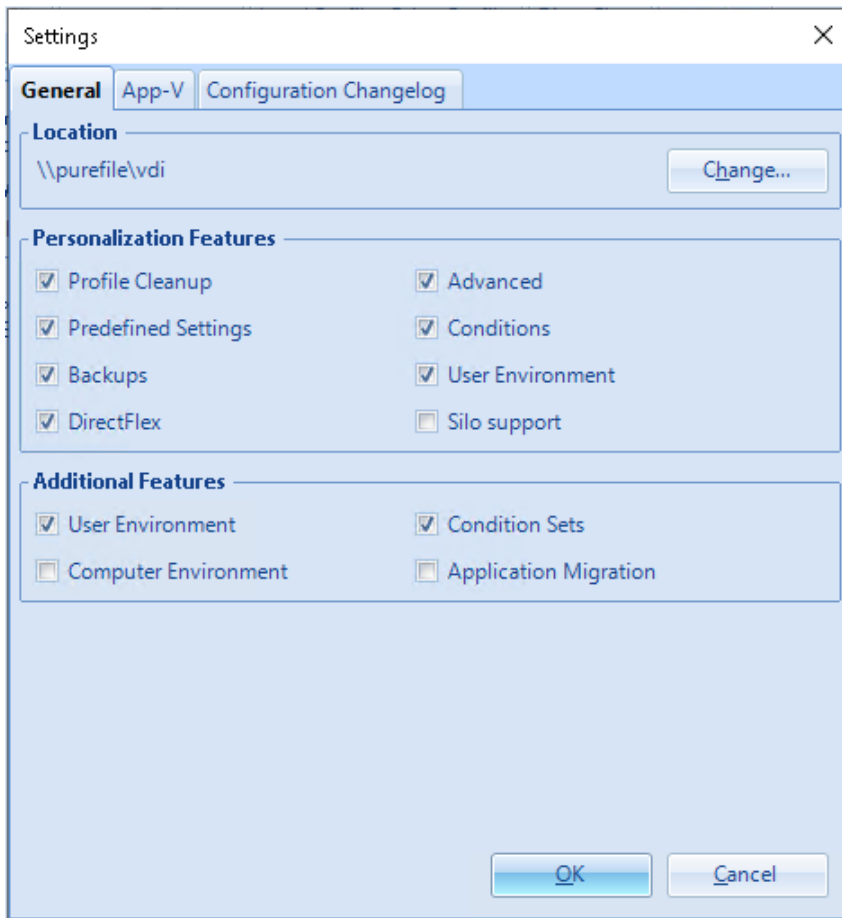 Settings
General App-V Configuration Changelog
Location
\\purefile\vdi Change...
Personalization Features
Profile Cleanup Advanced
Predefined Settings Conditions
Backups User Environment
DirectFlex Silo support
Additional Features
User Environment Condition Sets
Computer Environment Application Migration
OK Cancel